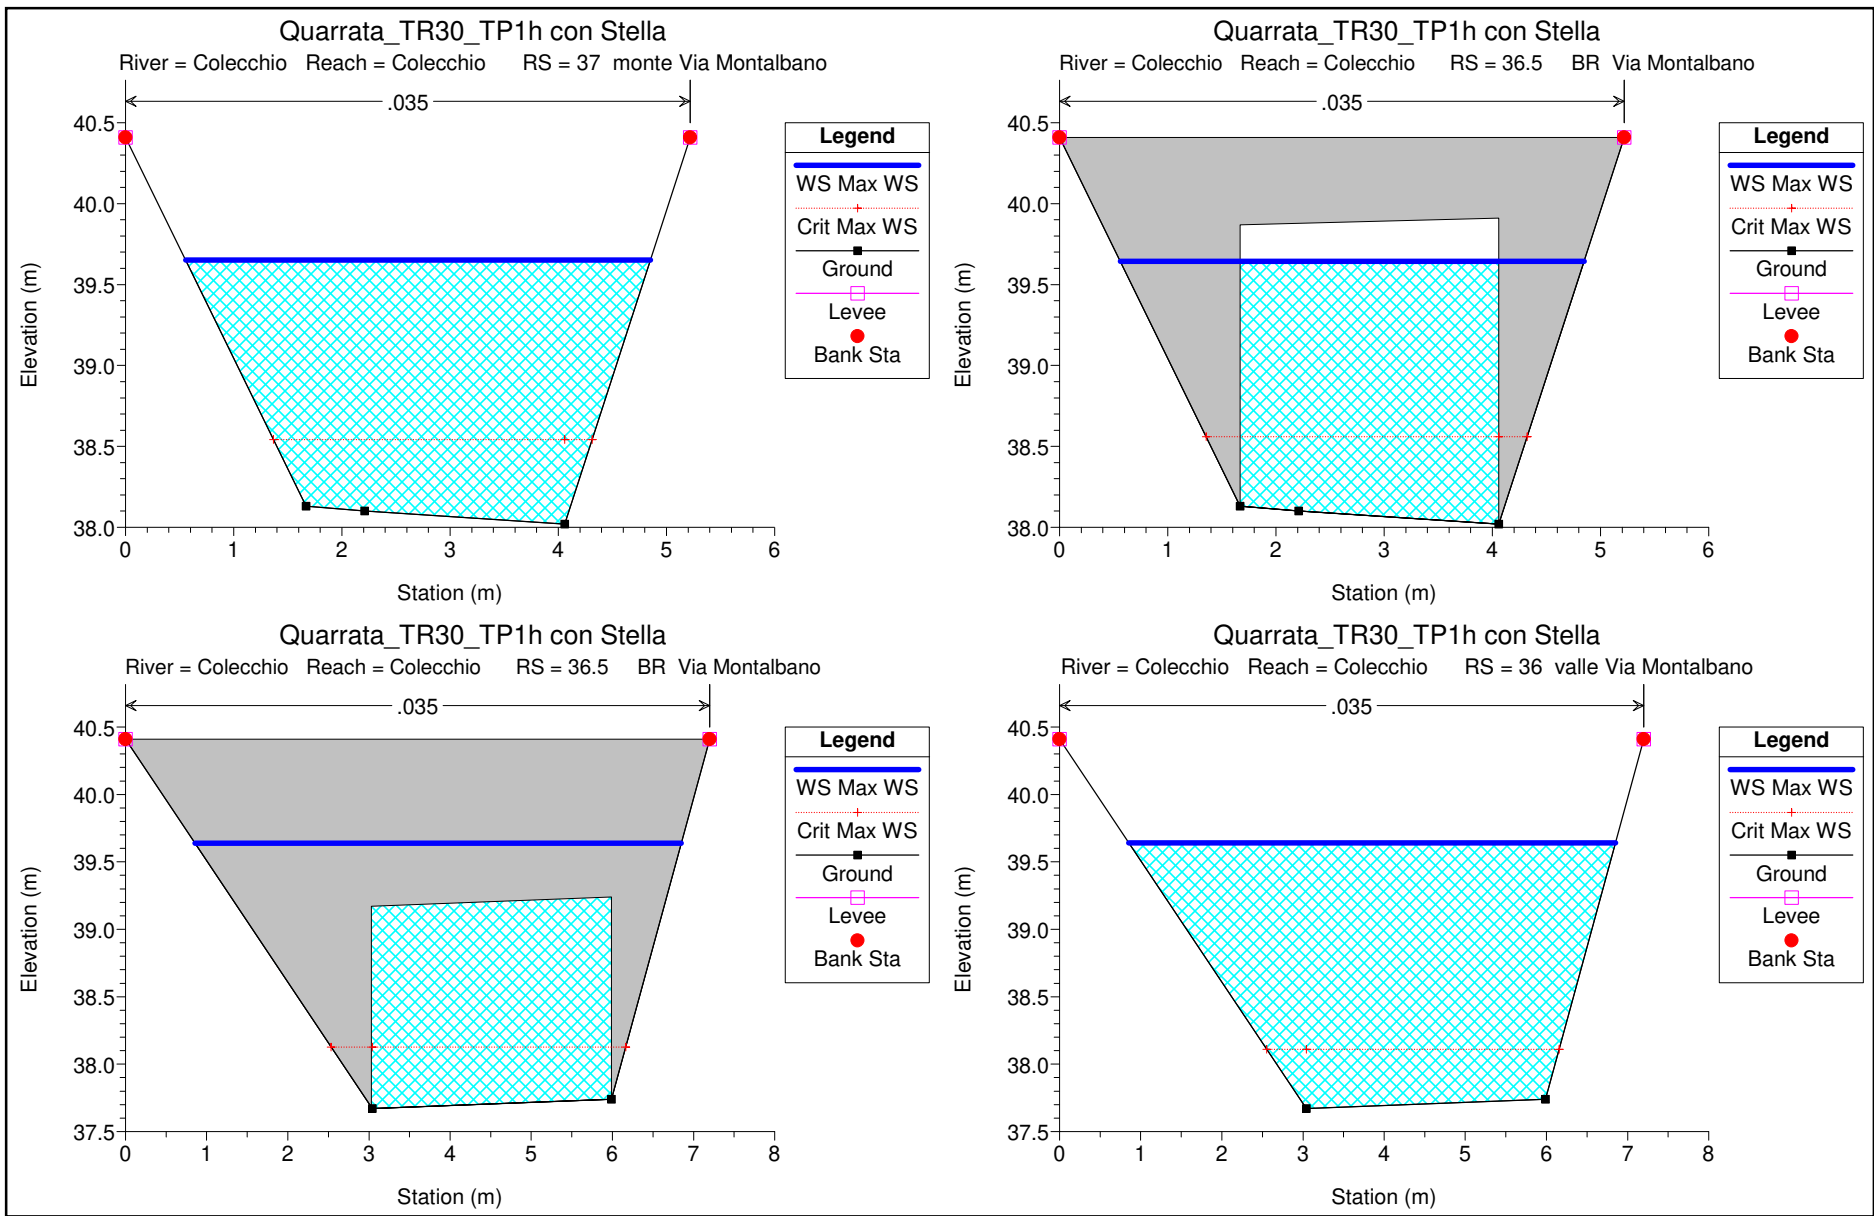 Quarrata_TR30_TP1h con Stella
River = Colecchio Reach = Colecchio RS = 37 monte Via Montalbano
.035
40.5
40.0
39.5
39.0
38.5
38.0
0 1 2 3 4 5 6
Elevation (m)
Station (m)
Legend
WS Max WS
Crit Max WS
Ground
Levee
Bank Sta
Quarrata_TR30_TP1h con Stella
River = Colecchio Reach = Colecchio RS = 36.5 BR Via Montalbano
.035
40.5
40.0
39.5
39.0
38.5
38.0
0 1 2 3 4 5 6
Elevation (m)
Station (m)
Legend
WS Max WS
Crit Max WS
Ground
Levee
Bank Sta
Quarrata_TR30_TP1h con Stella
River = Colecchio Reach = Colecchio RS = 36.5 BR Via Montalbano
.035
40.5
40.0
39.5
39.0
38.5
38.0
37.5
0 1 2 3 4 5 6 7 8
Elevation (m)
Station (m)
Legend
WS Max WS
Crit Max WS
Ground
Levee
Bank Sta
Quarrata_TR30_TP1h con Stella
River = Colecchio Reach = Colecchio RS = 36 valle Via Montalbano
.035
40.5
40.0
39.5
39.0
38.5
38.0
37.5
0 1 2 3 4 5 6 7 8
Elevation (m)
Station (m)
Legend
WS Max WS
Crit Max WS
Ground
Levee
Bank Sta